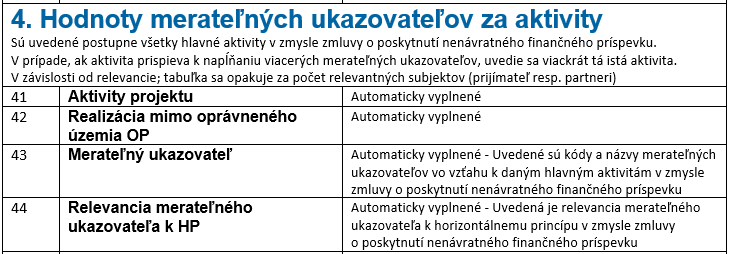 4. Hodnoty merateľných ukazovateľov za aktivity
Sú uvedené postupne všetky hlavné aktivity v zmysle zmluvy o poskytnutí nenávratného finančného príspevku.
V prípade, ak aktivita prispieva k napĺňaniu viacerých merateľných ukazovateľov, uvedie sa viackrát tá istá aktivita.
V závislosti od relevancie; tabuľka sa opakuje za počet relevantných subjektov (prijímateľ resp. partneri)
41 Aktivity projektu Automaticky vyplnené
42 Realizácia mimo oprávneného Automaticky vyplnené
územia OP
43 Merateľný ukazovateľ Automaticky vyplnené - Uvedené sú kódy a názvy merateľných
ukazovateľov vo vzťahu k daným hlavným aktivitám v zmysle
zmluvy o poskytnutí nenávratného finančného príspevku
44 Relevancia merateľného Automaticky vyplnené - Uvedená je relevancia merateľného
ukazovateľa k HP ukazovateľa k horizontálnemu princípu v zmysle zmluvy
o poskytnutí nenávratného finančného príspevku